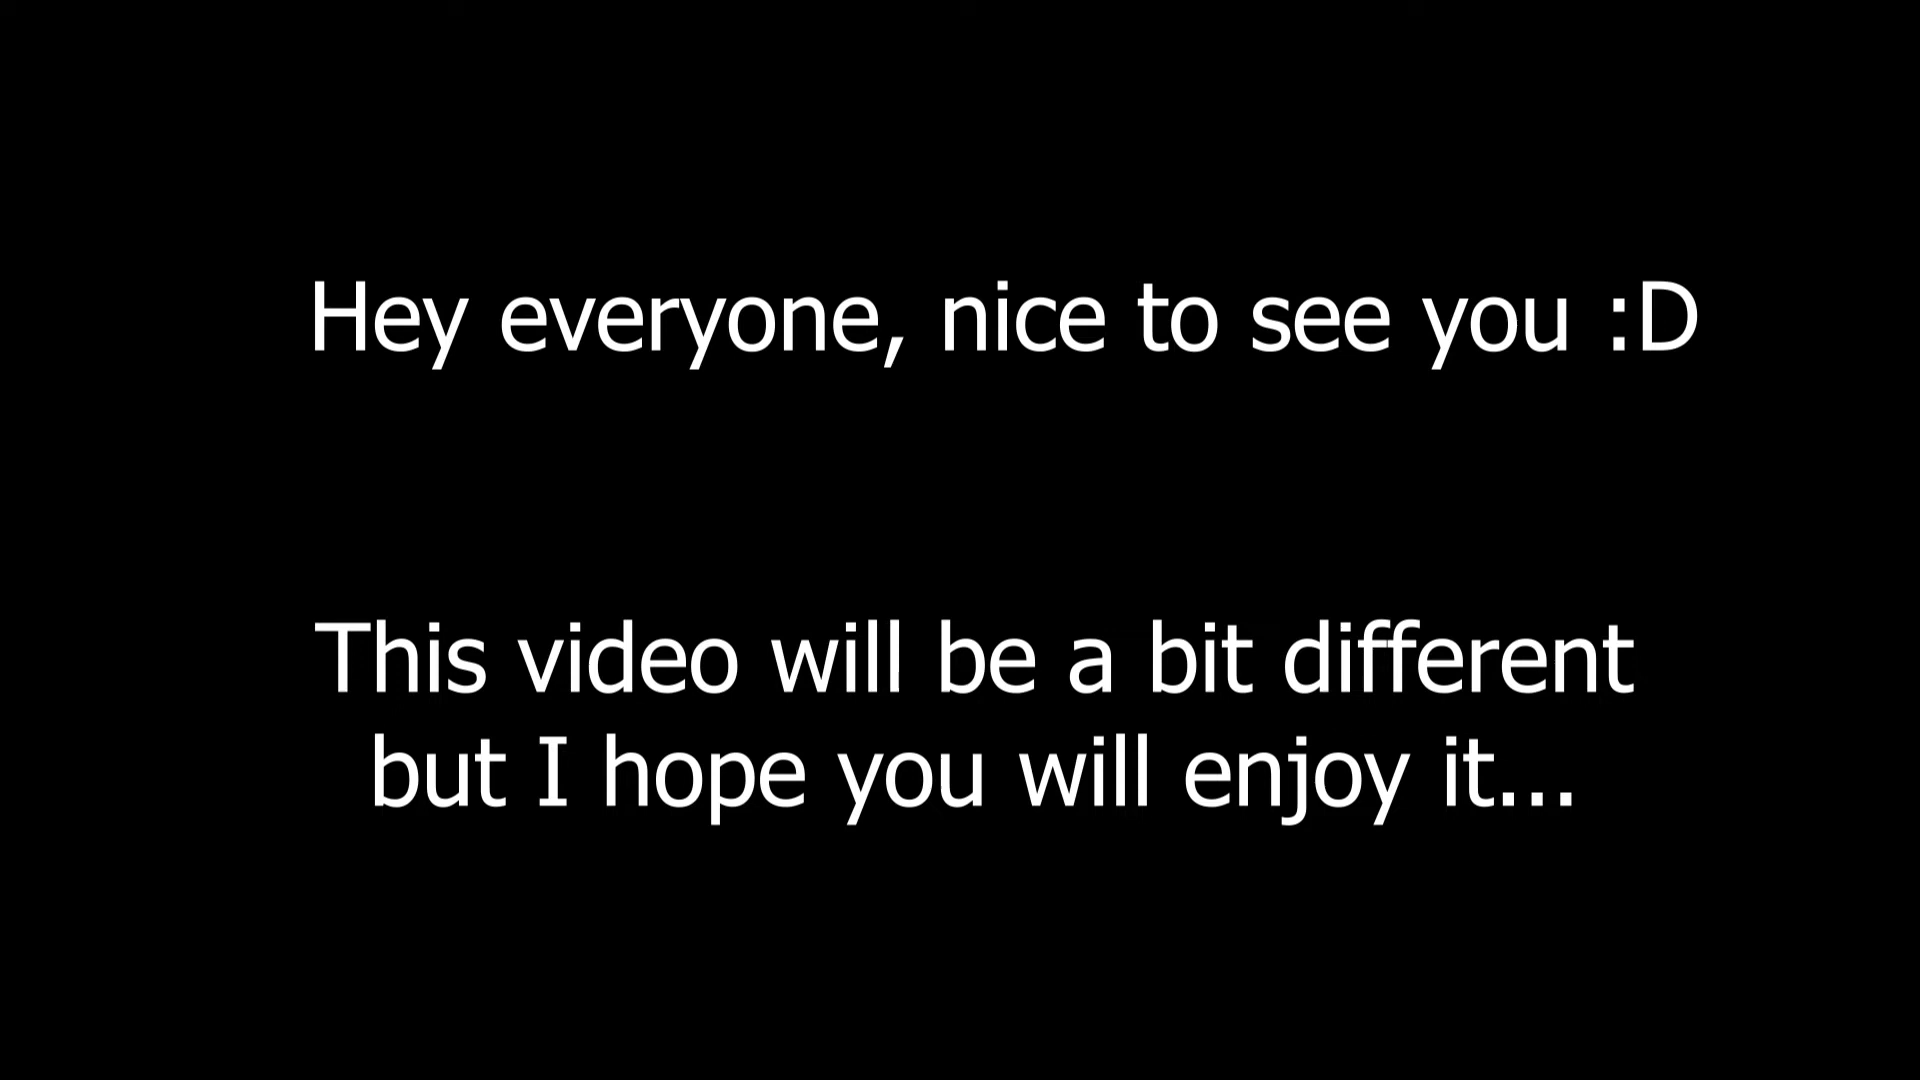 Hey everyone, nice to see you :D
This video will be a bit different
but I hope you will enjoy it...